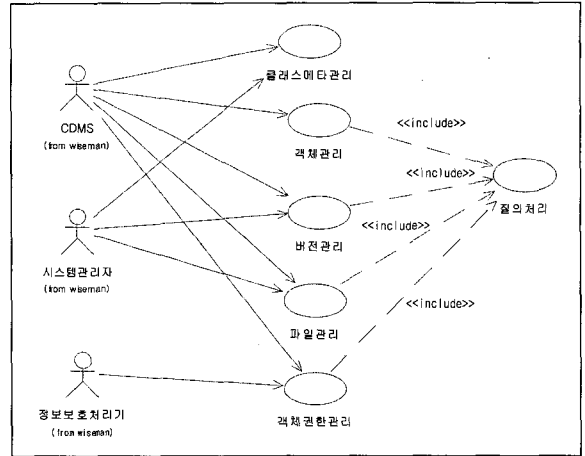 클래스메타관리
CDMS
(from wiseman)
<<include>>
객체관리
<<include>>
질의처리
<<include>>
버전관리
시스템관리자
(from wiseman)
<<include>>
파일관리
정보보호처리기
(from wiseman)
객체권한관리